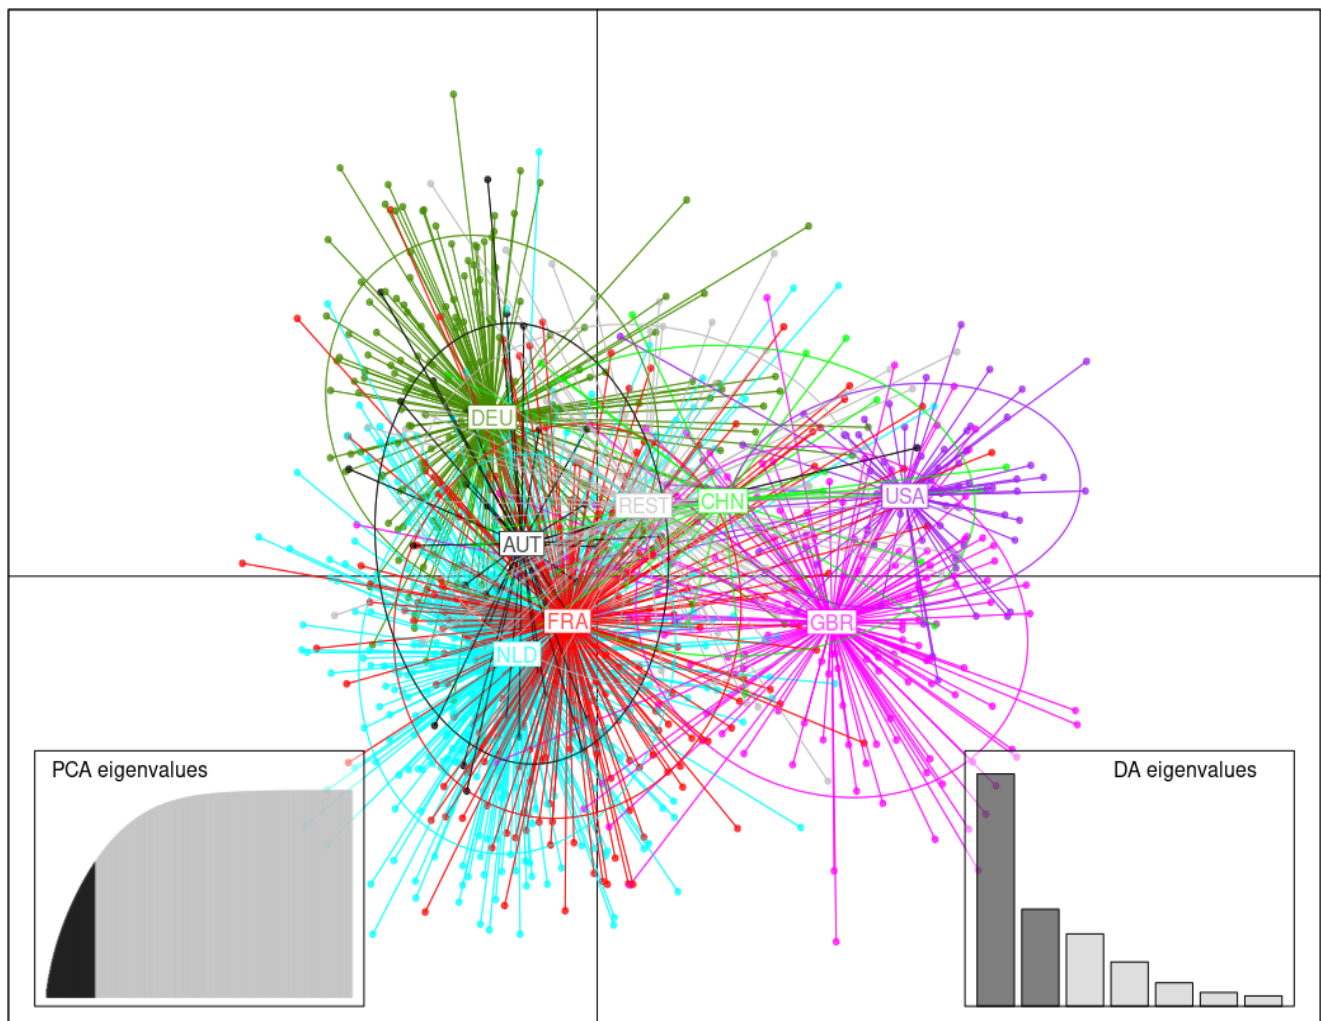 DEU
REST
CHN
USA
AUT
FRA
GBR
NLD
PCA eigenvalues
DA eigenvalues